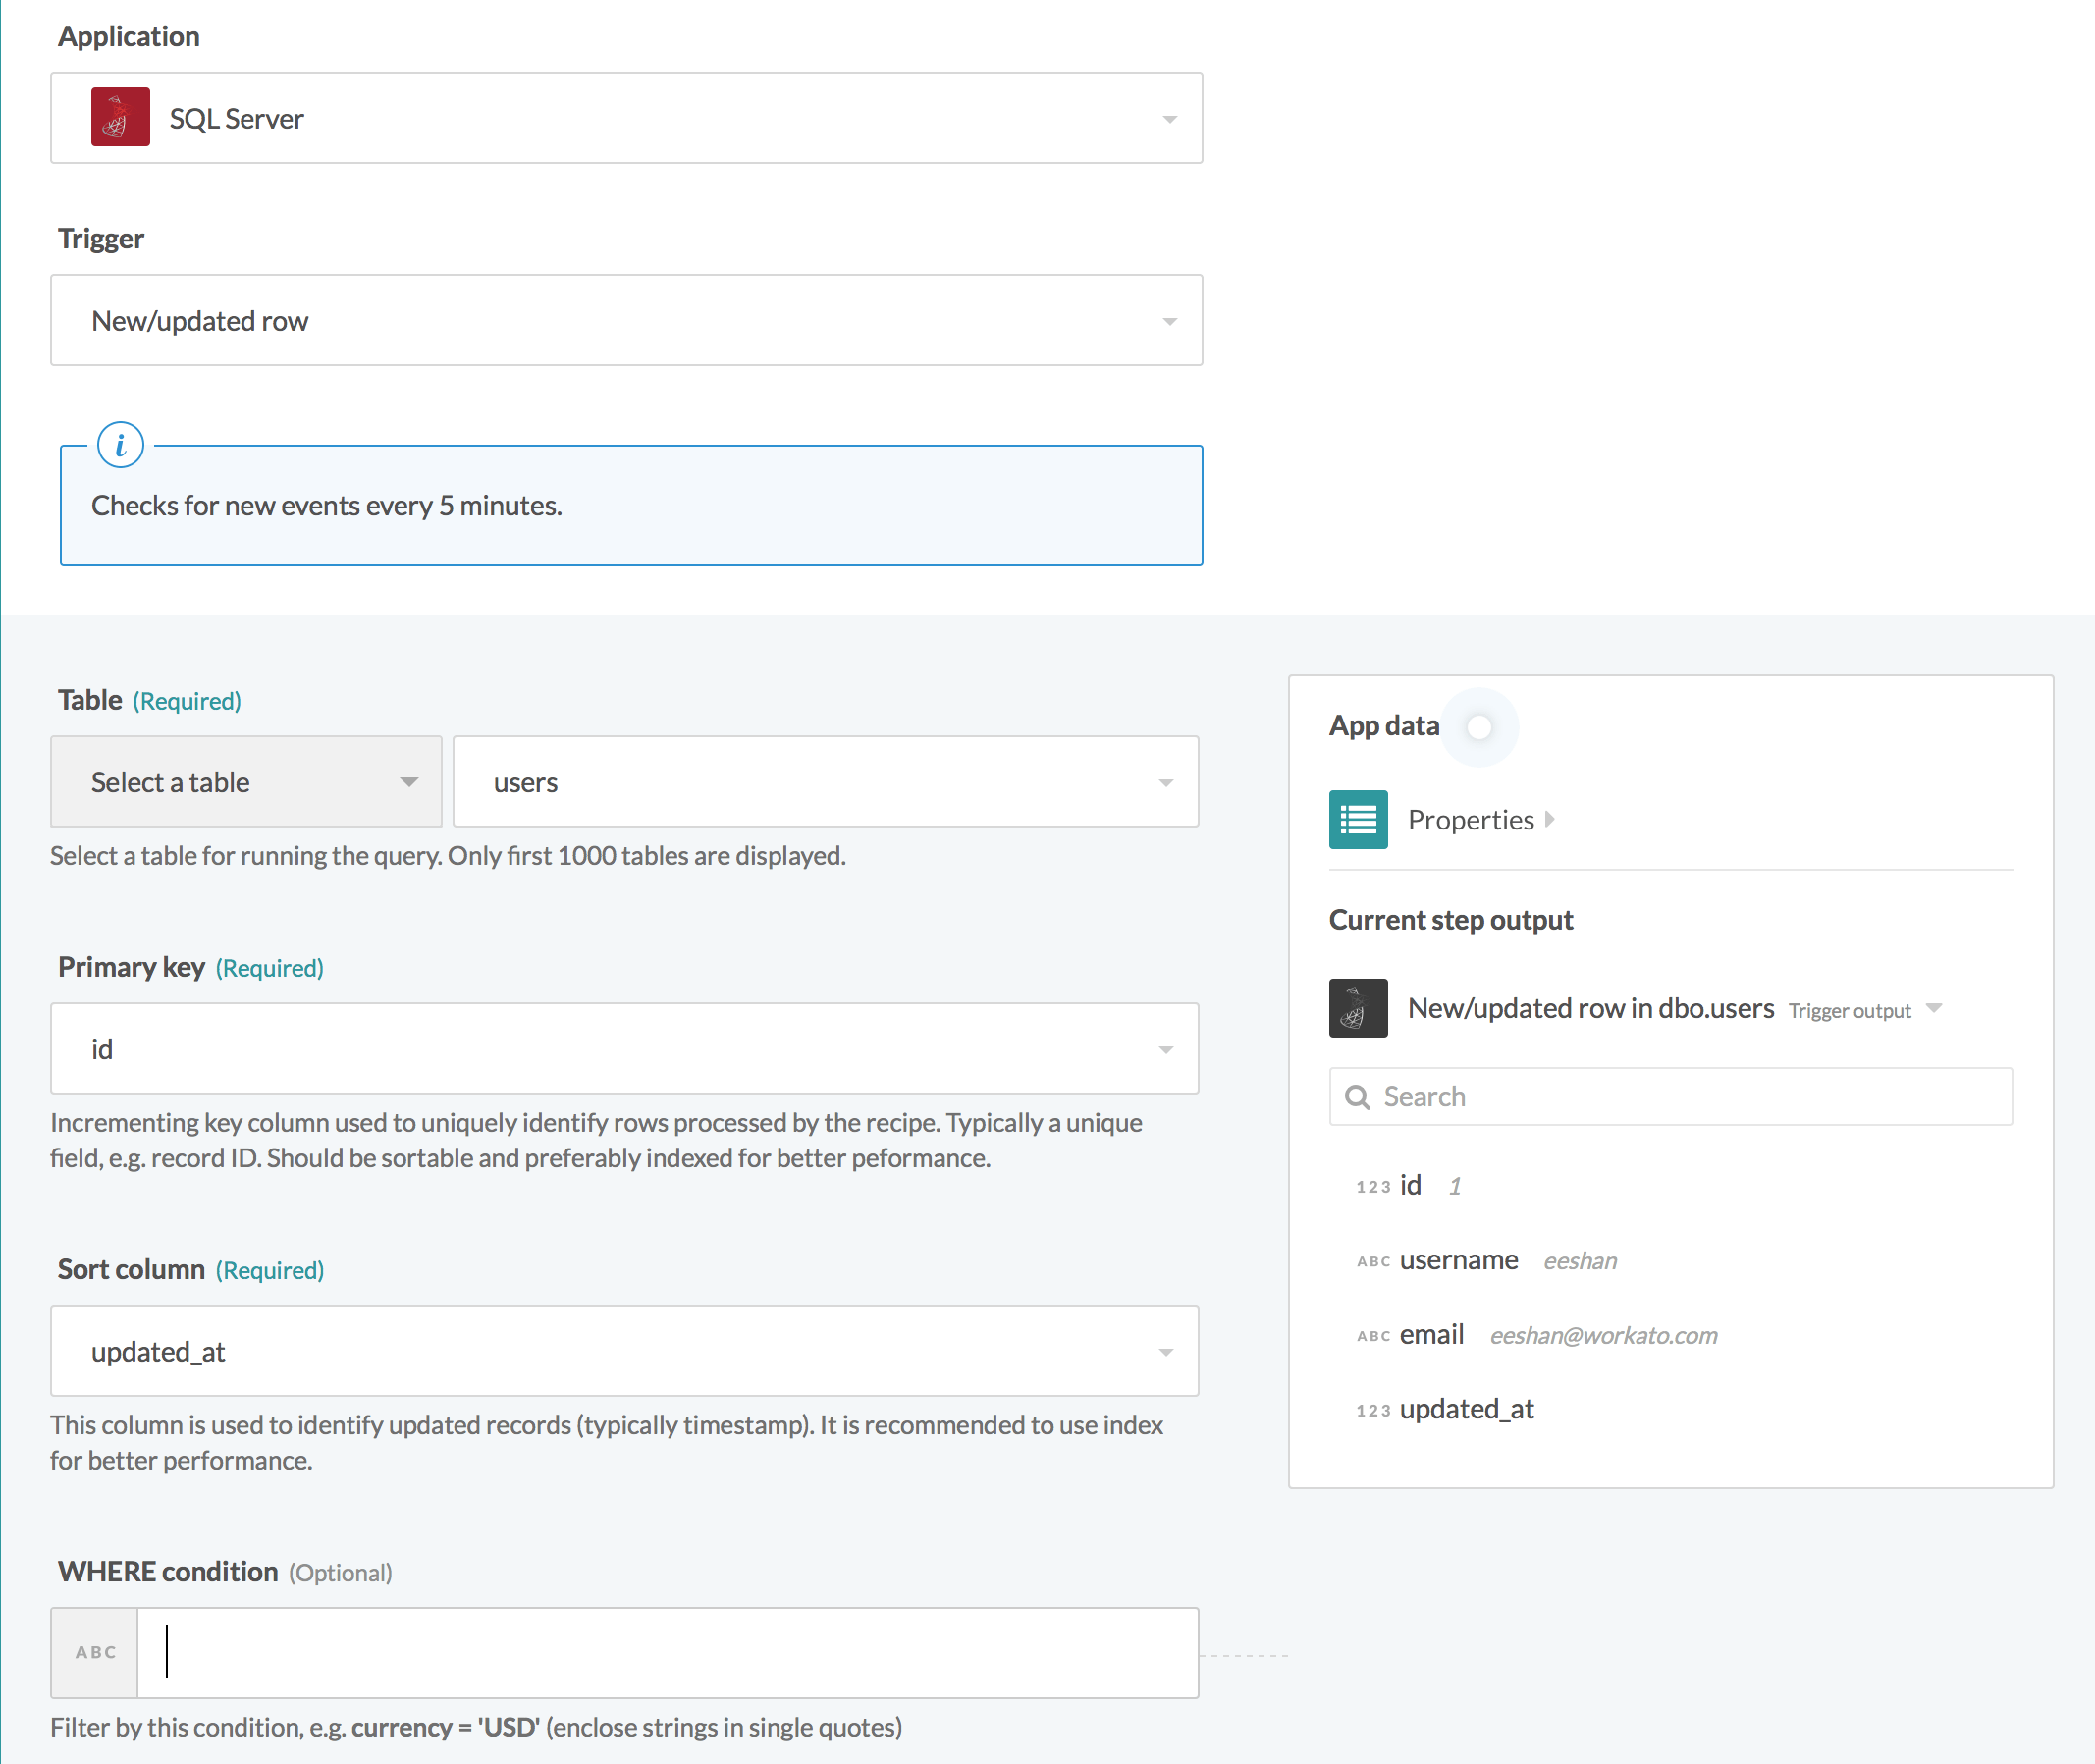 Application
SQL Server
Trigger
New/updated row
i
Checks for new events every 5 minutes.
Table (Required)
Select a table
users
Select a table for running the query. Only first 1000 tables are displayed.
Primary key (Required)
id
Incrementing key column used to uniquely identify rows processed by the recipe. Typically a unique
field, e.g. record ID. Should be sortable and preferably indexed for better peformance.
Sort column (Required)
updated_at
This column is used to identify updated records (typically timestamp). It is recommended to use index
for better performance.
WHERE condition (Optional)
ABC
Filter by this condition, e.g. currency = 'USD' (enclose strings in single quotes)
App data
Properties
Current step output
New/updated row in dbo.users Trigger output
Search
123 id 1
ABC username eeshan
ABC email eeshan@workato.com
123 updated_at